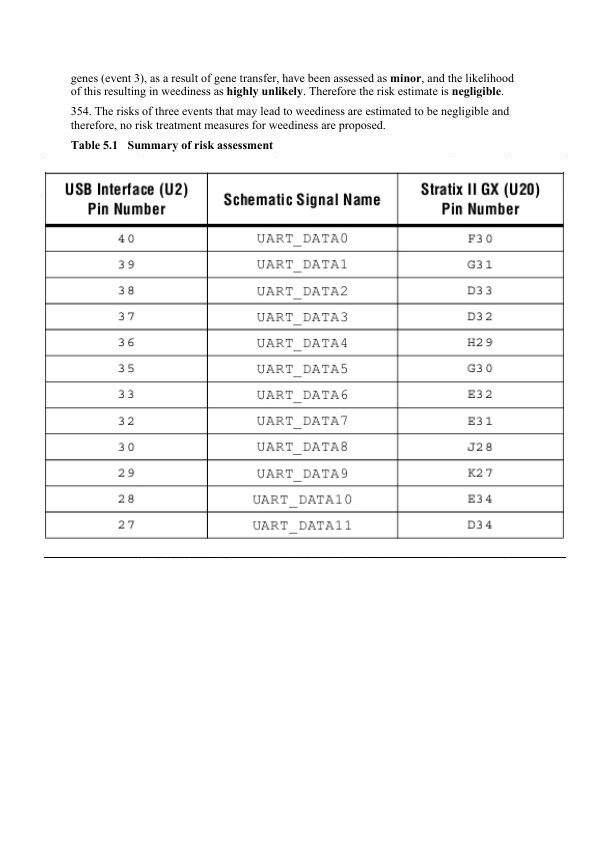 genes (event 3), as a result of gene transfer, have been assessed as minor, and the likelihood
of this resulting in weediness as highly unlikely. Therefore the risk estimate is negligible.
354. The risks of three events that may lead to weediness are estimated to be negligible and
therefore, no risk treatment measures for weediness are proposed.
Table 5.1 Summary of risk assessment
USB Interface (U2) Pin Number Schematic Signal Name Stratix II GX (U20) Pin Number
40 UART_DATA0 F30
39 UART_DATA1 G31
38 UART_DATA2 D33
37 UART_DATA3 D32
36 UART_DATA4 H29
35 UART_DATA5 G30
33 UART_DATA6 E32
32 UART_DATA7 E31
30 UART_DATA8 J28
29 UART_DATA9 K27
28 UART_DATA10 E34
27 UART_DATA11 D34